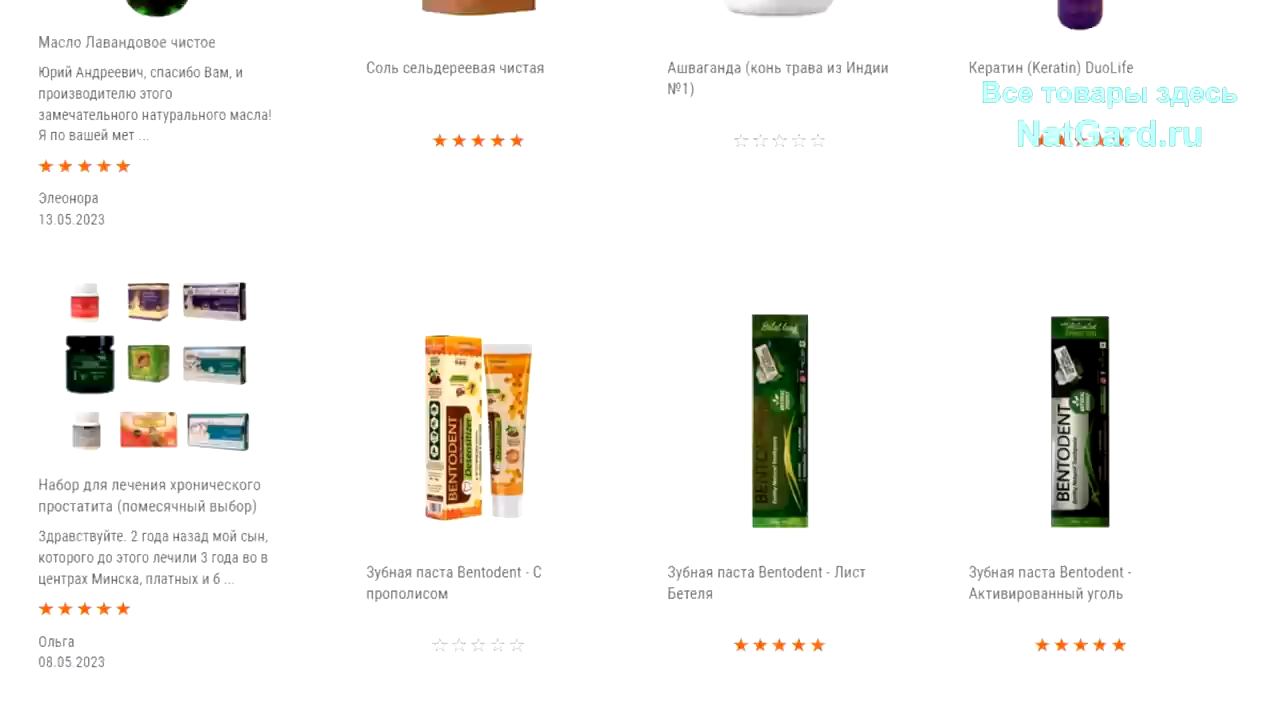 Масло Лавандовое чистое
Юрий Андреевич, спасибо Вам, и
производителю этого
замечательного натурального масла!
Я по вашей мет ...
Элеонора
13.05.2023
Соль сельдереевая чистая
Ашваганда (конь трава из Индии
№1)
Кератин (Keratin) DuoLife
Все товары здесь
NatGard.ru
Набор для лечения хронического
простатита (помесячный выбор)
Здравствуйте. 2 года назад мой сын,
которого до этого лечили 3 года во в
центрах Минска, платных и б ...
Ольга
08.05.2023
BENTODENT
Desensitizer
Зубная паста Bentodent - С
прополисом
Зубная паста Bentodent - Лист
Бетеля
BENTODENT
Зубная паста Bentodent -
Активированный уголь